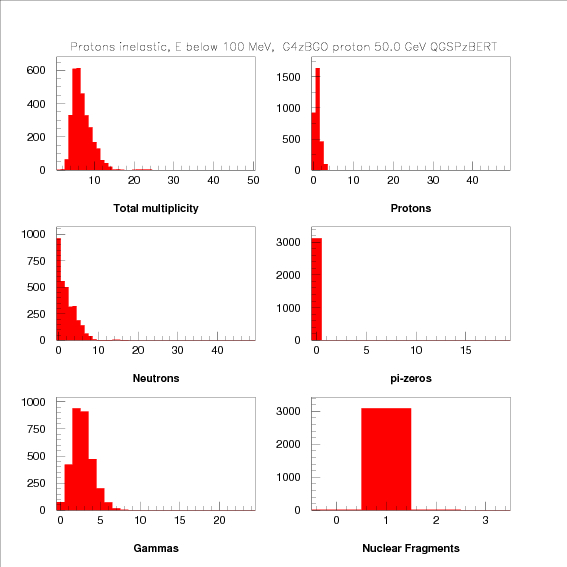 Protons inelastic, E below 100 MeV, G4zBGO proton 50.0 GeV QGSPzBERT
600
400
200
0
10 20 30 40 50
Total multiplicity
1500
1000
500
0
0 10 20 30 40
Protons
1000
750
500
250
0
0 10 20 30 40
Neutrons
3000
2000
1000
0
0 5 10 15
pi-zeros
1000
750
500
250
0
0 5 10 15 20
Gammas
3000
2000
1000
0
0 1 2 3
Nuclear Fragments